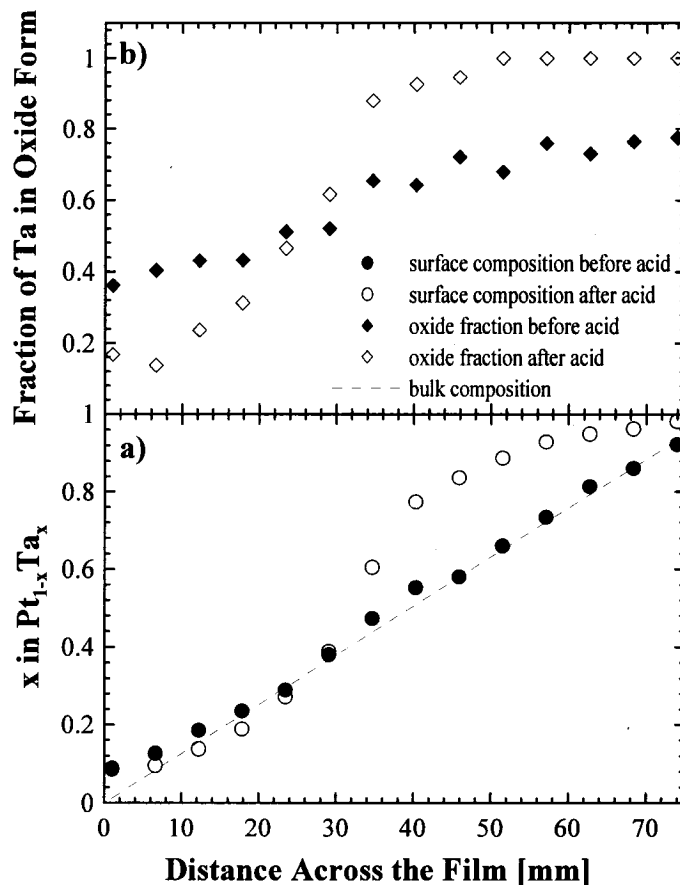 b)
Fraction of Ta in Oxide Form
1
0.8
0.6
0.4
0.2
surface composition before acid
surface composition after acid
oxide fraction before acid
oxide fraction after acid
bulk composition
a)
x in Pt1-xTax
1
0.8
0.6
0.4
0.2
0
0 10 20 30 40 50 60 70
Distance Across the Film [mm]